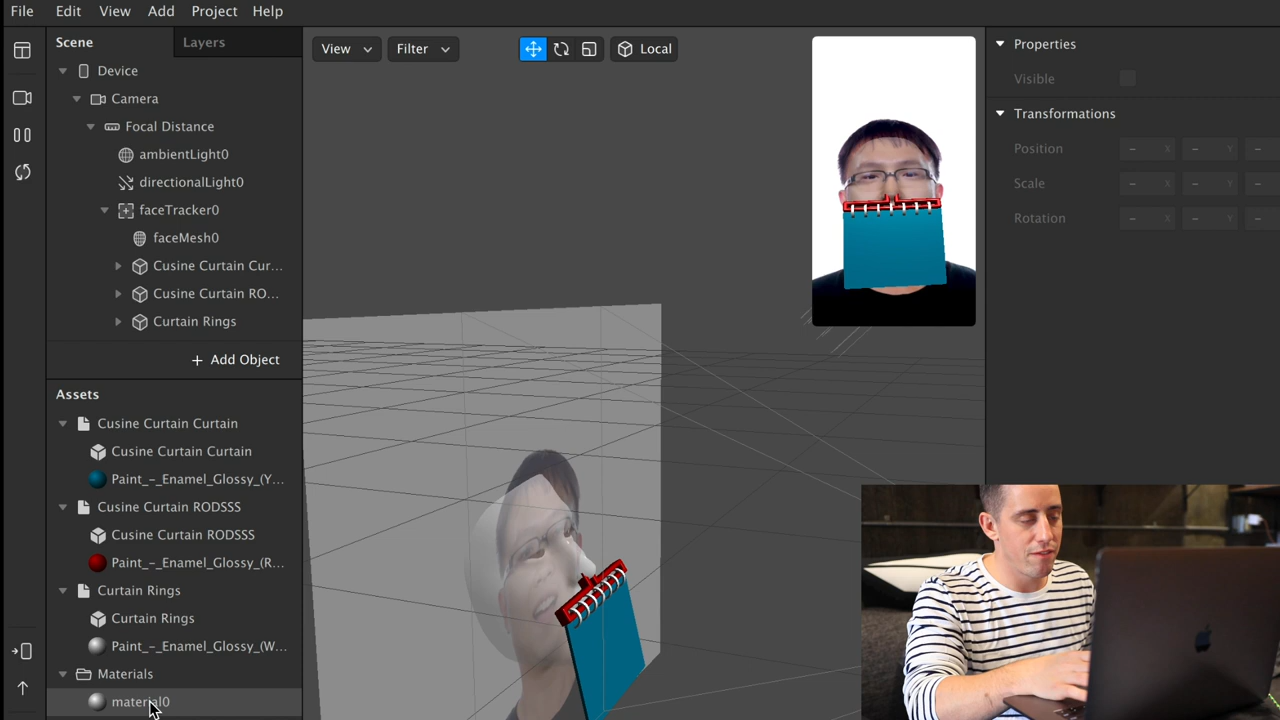 File Edit View Add Project Help
Scene Layers
View Filter Local
Properties
Device
Visible
Camera
Transformations
Focal Distance
Position – X – Y –
ambientLight0
Scale – X – Y –
directionalLight0
Rotation – X – Y –
faceTracker0
faceMesh0
Cusine Curtain Cur...
Cusine Curtain RO...
Curtain Rings
+ Add Object
Assets
Cusine Curtain Curtain
Cusine Curtain Curtain
Paint_-_Enamel_Glossy_(Y...
Cusine Curtain RODSSS
Cusine Curtain RODSSS
Paint_-_Enamel_Glossy_(R...
Curtain Rings
Curtain Rings
Paint_-_Enamel_Glossy_(W...
Materials
material0